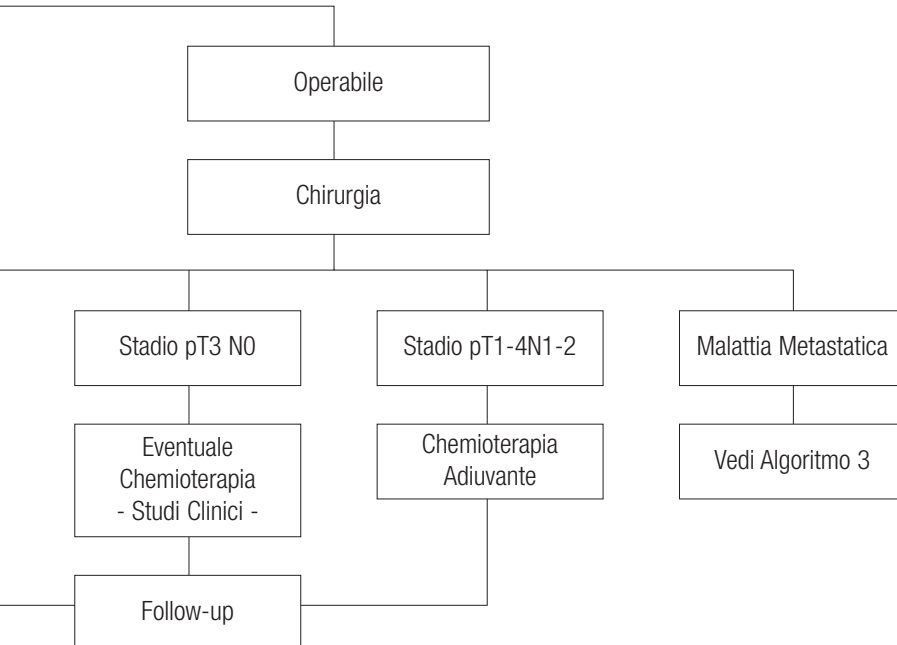 Operabile
Chirurgia
Stadio pT3 N0
Stadio pT1-4N1-2
Malattia Metastatica
Eventuale
Chemioterapia
- Studi Clinici -
Chemioterapia
Adiuvante
Vedi Algoritmo 3
Follow-up